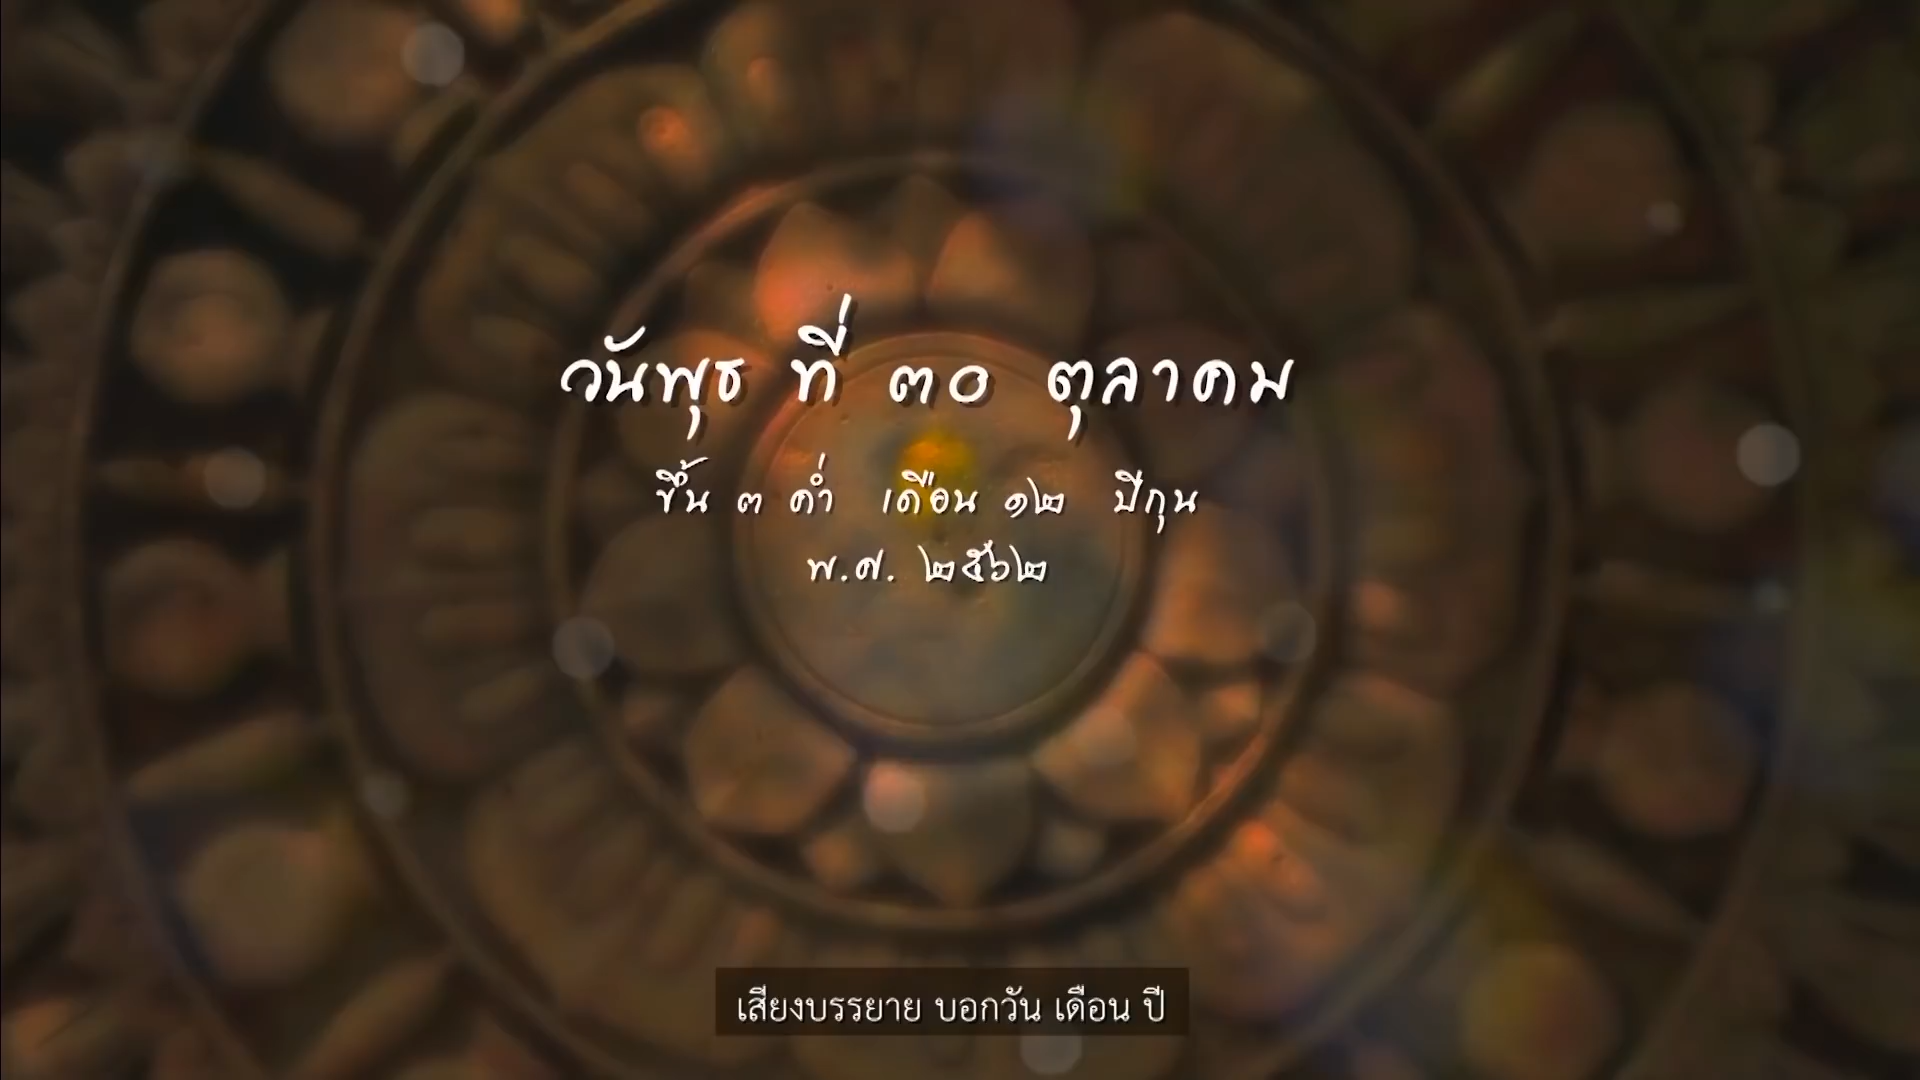 วันพุธ ที่ ๓๐ ตุลาคม
ขึ้น ๓ ค่ำ เดือน ๑๒ ปีกุน
พ.ศ. ๒๕๖๒
เสียงบรรยาย บอกวัน เดือน ปี